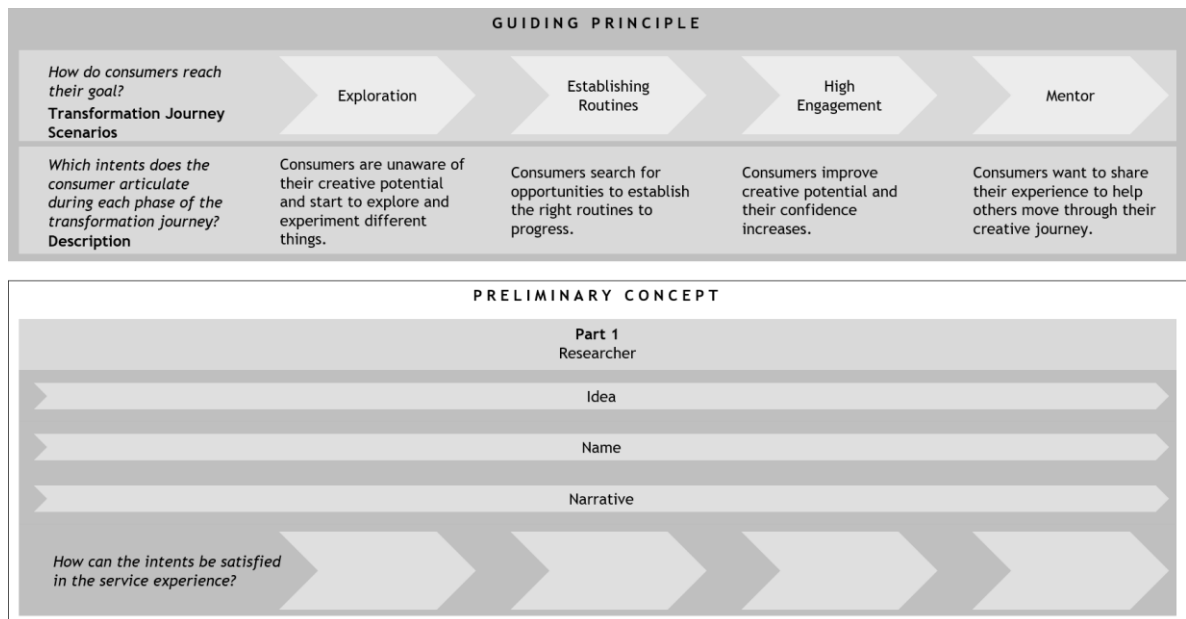 GUIDING PRINCIPLE
How do consumers reach
their goal?
Transformation Journey
Scenarios
Exploration
Establishing
Routines
High
Engagement
Mentor
Which intents does the
consumer articulate
during each phase of the
transformation journey?
Description
Consumers are unaware of
their creative potential
and start to explore and
experiment different
things.
Consumers search for
opportunities to establish
the right routines to
progress.
Consumers improve
creative potential and
their confidence
increases.
Consumers want to share
their experience to help
others move through their
creative journey.
PRELIMINARY CONCEPT
Part 1
Researcher
Idea
Name
Narrative
How can the intents be satisfied
in the service experience?